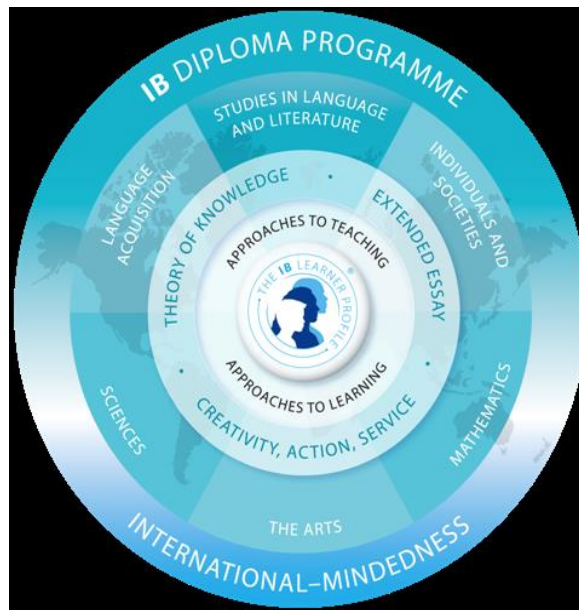 IB DIPLOMA PROGRAMME
STUDIES IN LANGUAGE
AND LITERATURE
LANGUAGE
ACQUISITION
INDIVIDUALS AND
SOCIETIES
THEORY OF KNOWLEDGE
EXTENDED ESSAY
APPROACHES TO TEACHING
THE IB LEARNER PROFILE
®
APPROACHES TO LEARNING
CREATIVITY, ACTION, SERVICE
SCIENCES
MATHEMATICS
THE ARTS
INTERNATIONAL–MINDEDNESS